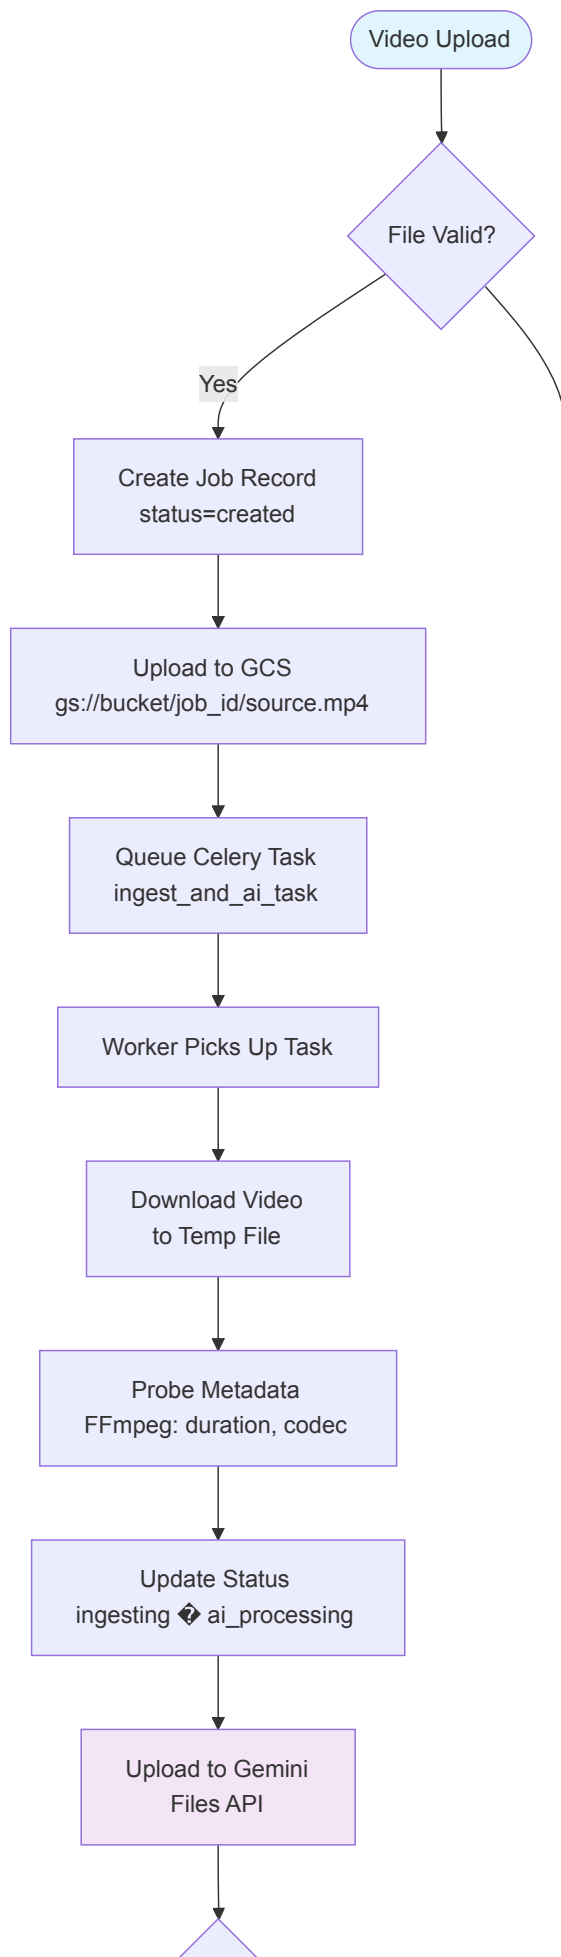 Video Upload
File Valid?
Yes
Create Job Record
status=created
Upload to GCS
gs://bucket/job_id/source.mp4
Queue Celery Task
ingest_and_ai_task
Worker Picks Up Task
Download Video
to Temp File
Probe Metadata
FFmpeg: duration, codec
Update Status
ingesting � ai_processing
Upload to Gemini
Files API